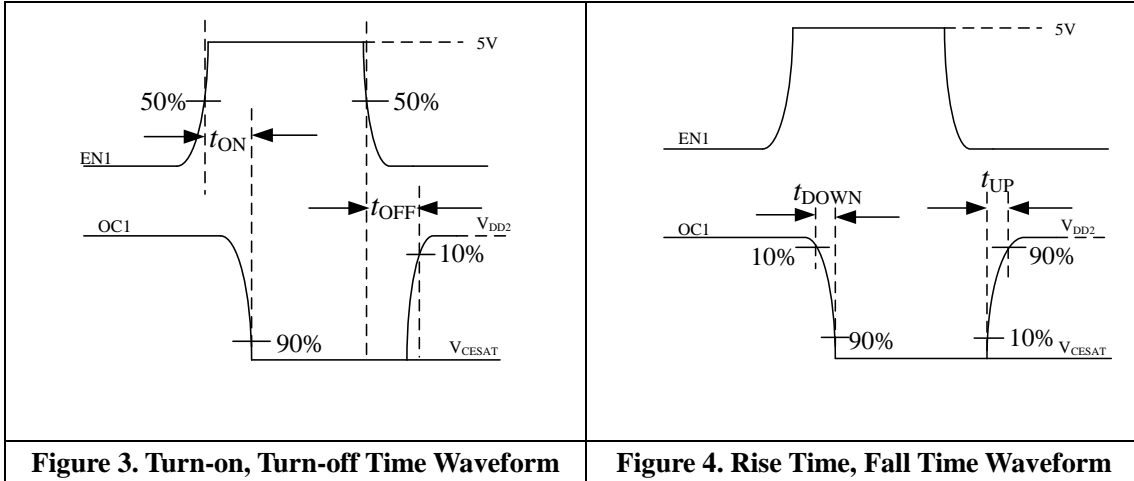 5V
50%
50%
tON
EN1
tOFF
OC1
VDD2
10%
90%
VCESAT
Figure 3. Turn-on, Turn-off Time Waveform
5V
EN1
tDOWN
tUP
OC1
VDD2
10%
90%
90%
10%
VCESAT
Figure 4. Rise Time, Fall Time Waveform